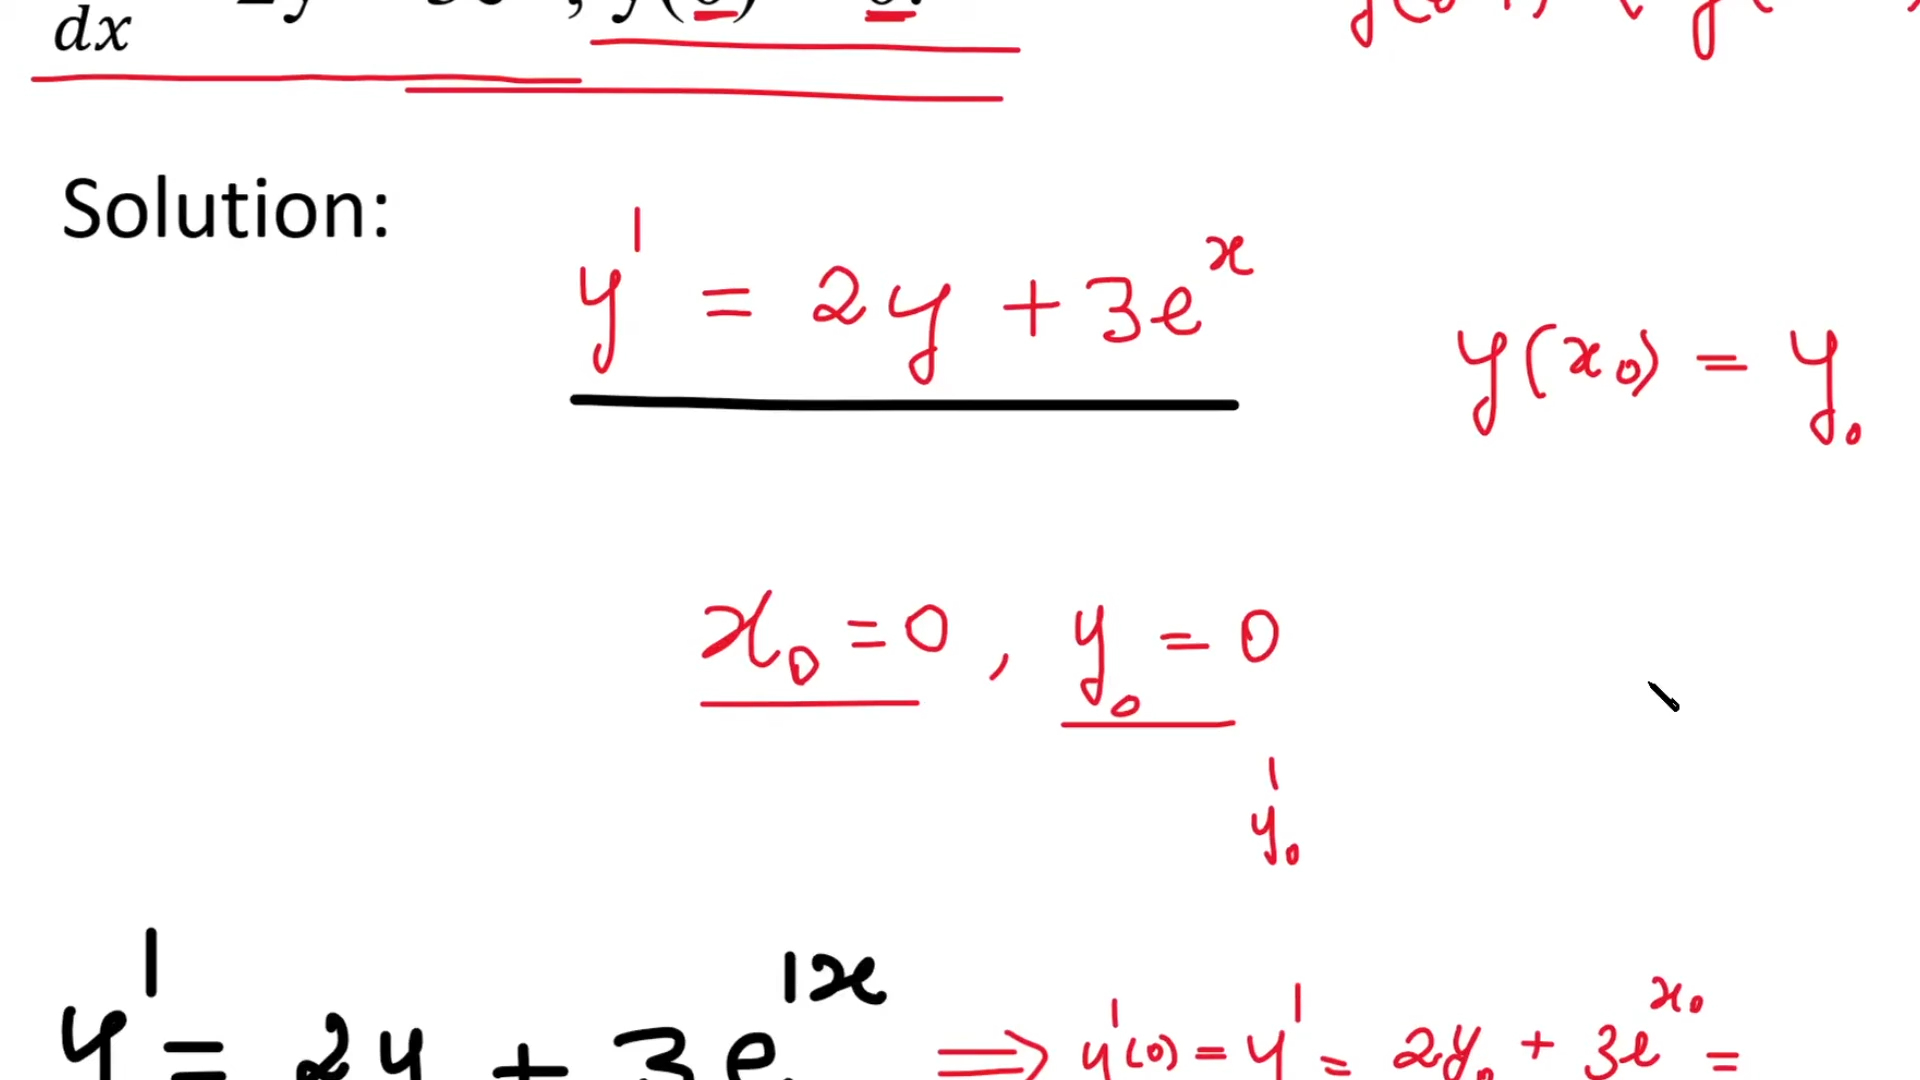 dx
Solution:
y' = 2y + 3e^x
y(x₀) = y₀
x₀ = 0 , y₀ = 0
y'₀
y' = 2y + 3e^1x ⇒ y'(0) = y' = 2y₀ + 3e^x₀ =